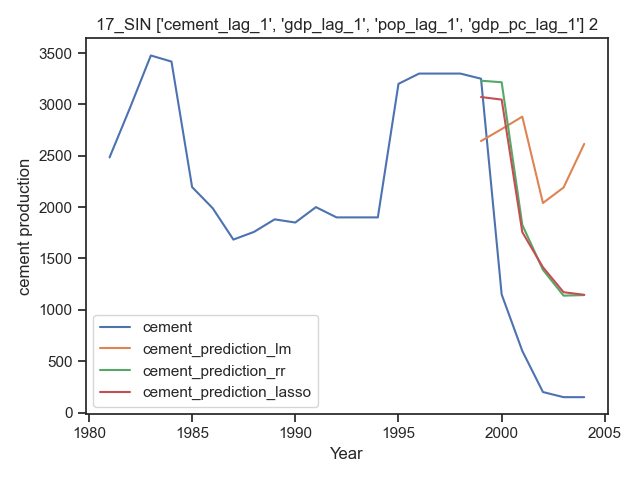 17_SIN ['cement_lag_1', 'gdp_lag_1', 'pop_lag_1', 'gdp_pc_lag_1'] 2
3500
3000
2500
2000
1500
1000
500
0
cement production
cement
cement_prediction_lm
cement_prediction_rr
cement_prediction_lasso
1980
1985
1990
1995
2000
2005
Year